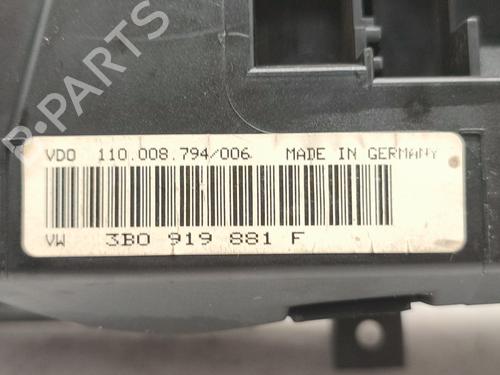 B-PARTS
VDO 110.008.794/006 MADE IN GERMANY
VW 3B0 919 881 F